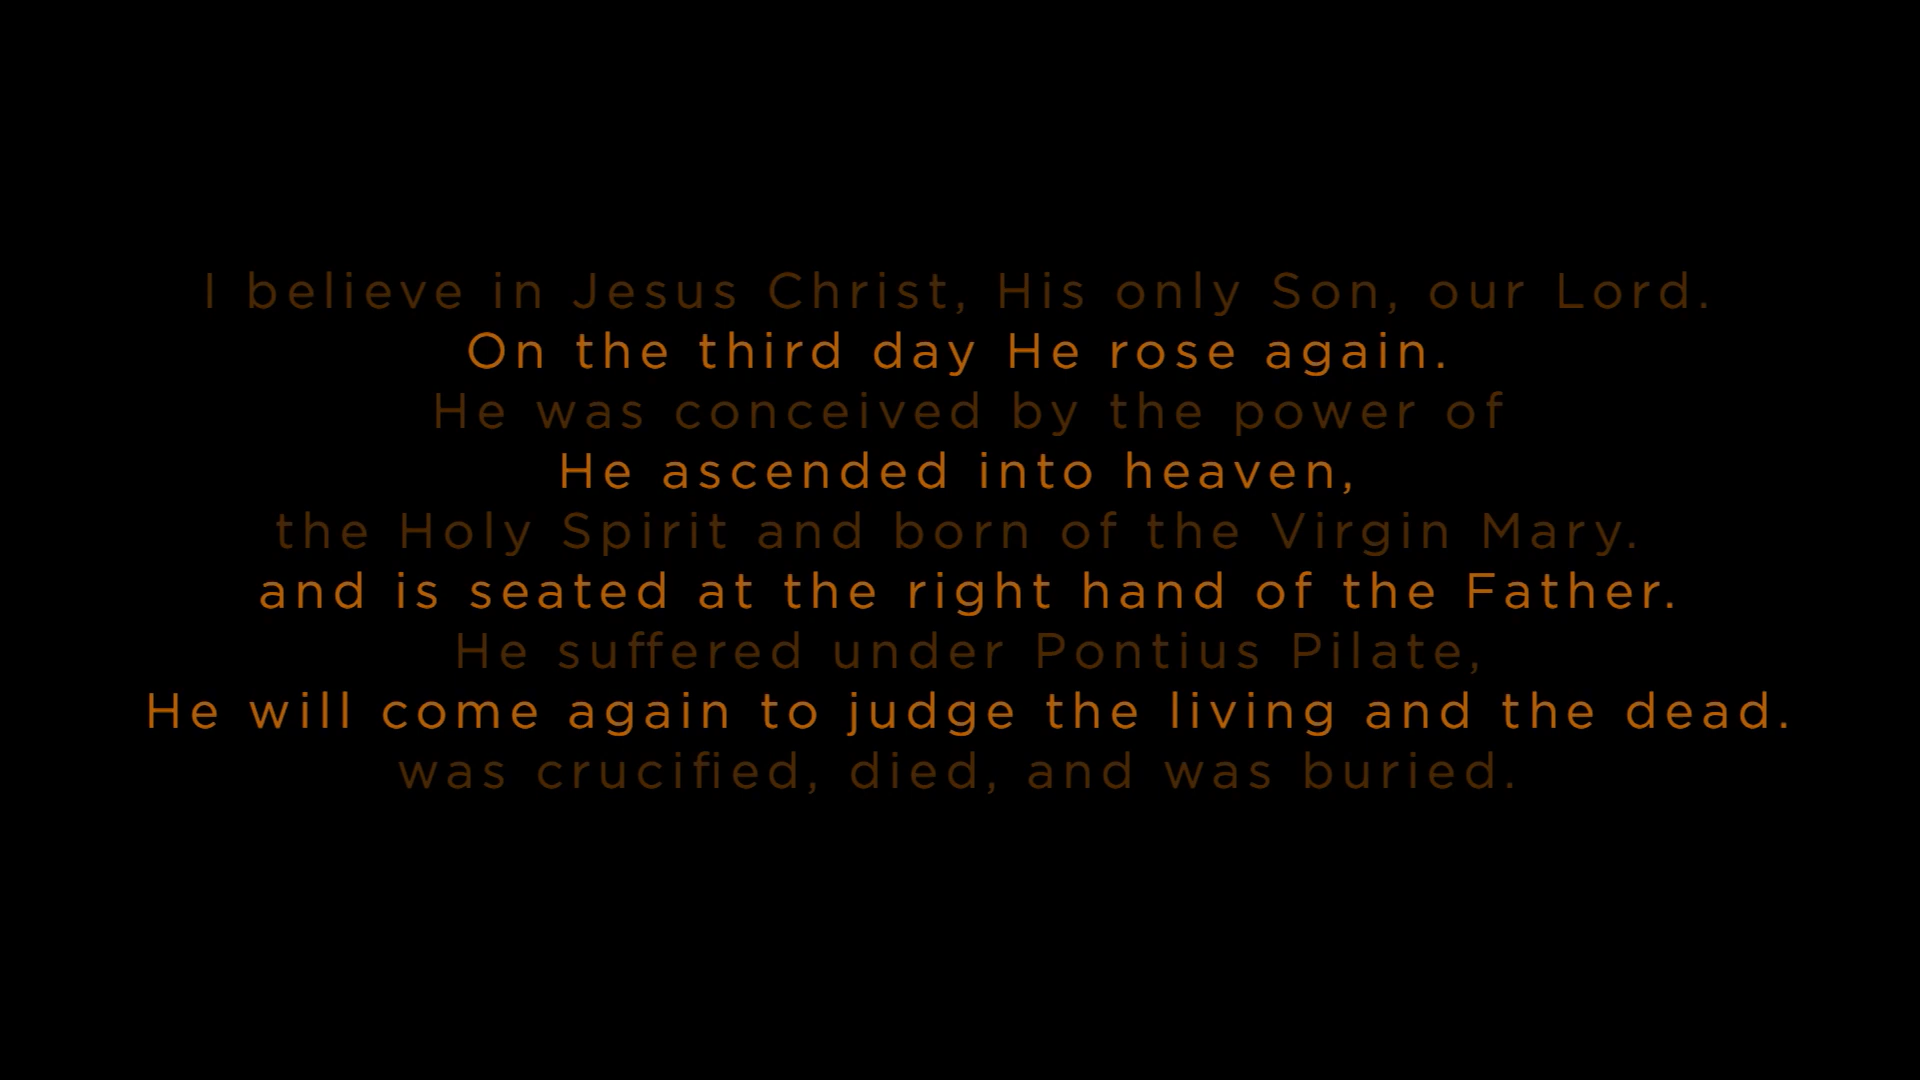 I believe in Jesus Christ, His only Son, our Lord.
On the third day He rose again.
He was conceived by the power of
He ascended into heaven,
the Holy Spirit and born of the Virgin Mary.
and is seated at the right hand of the Father.
He suffered under Pontius Pilate,
He will come again to judge the living and the dead.
was crucified, died, and was buried.